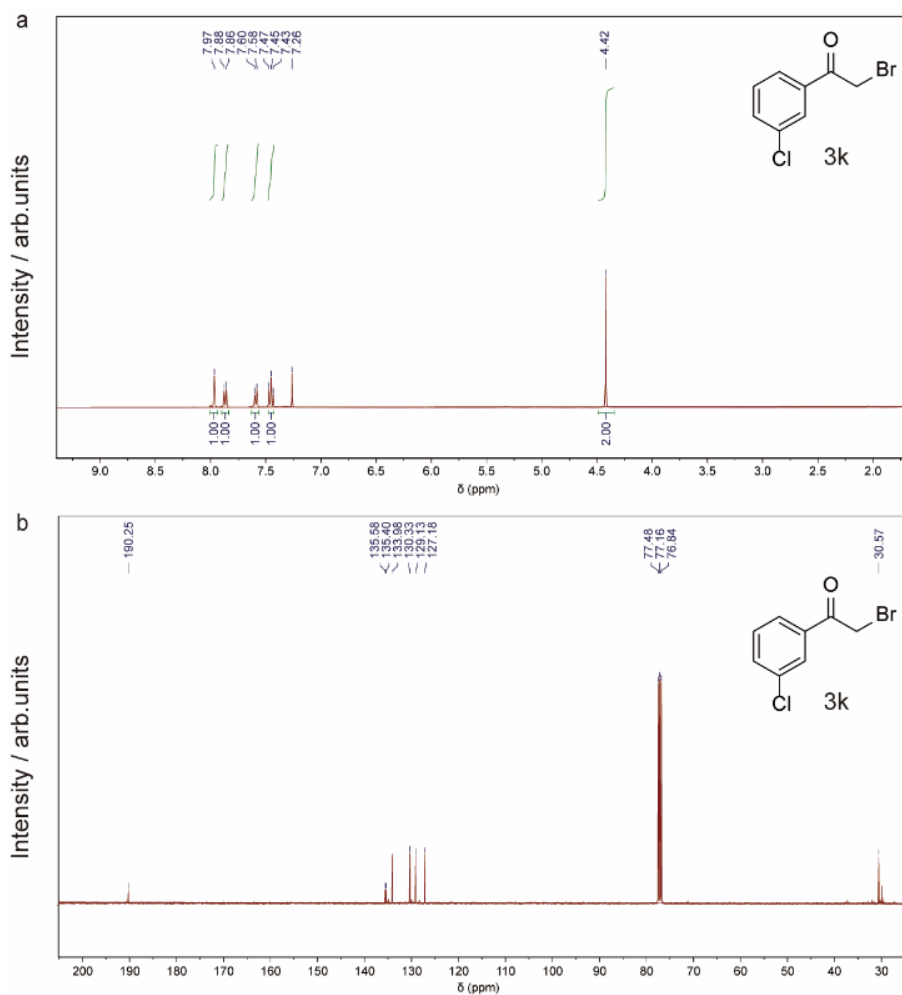 a
7.97
7.88
7.86
7.60
7.58
7.47
7.45
7.43
7.26
4.42
O
Br
Cl
3k
Intensity / arb.units
1.00
1.00
1.00
1.00
2.00
9.0 8.5 8.0 7.5 7.0 6.5 6.0 5.5 5.0 4.5 4.0 3.5 3.0 2.5 2.0
δ (ppm)
b
190.25
135.58
135.40
133.98
130.33
129.13
127.18
77.48
77.16
76.84
30.57
O
Br
Cl
3k
Intensity / arb.units
200 190 180 170 160 150 140 130 120 110 100 90 80 70 60 50 40 30
δ (ppm)